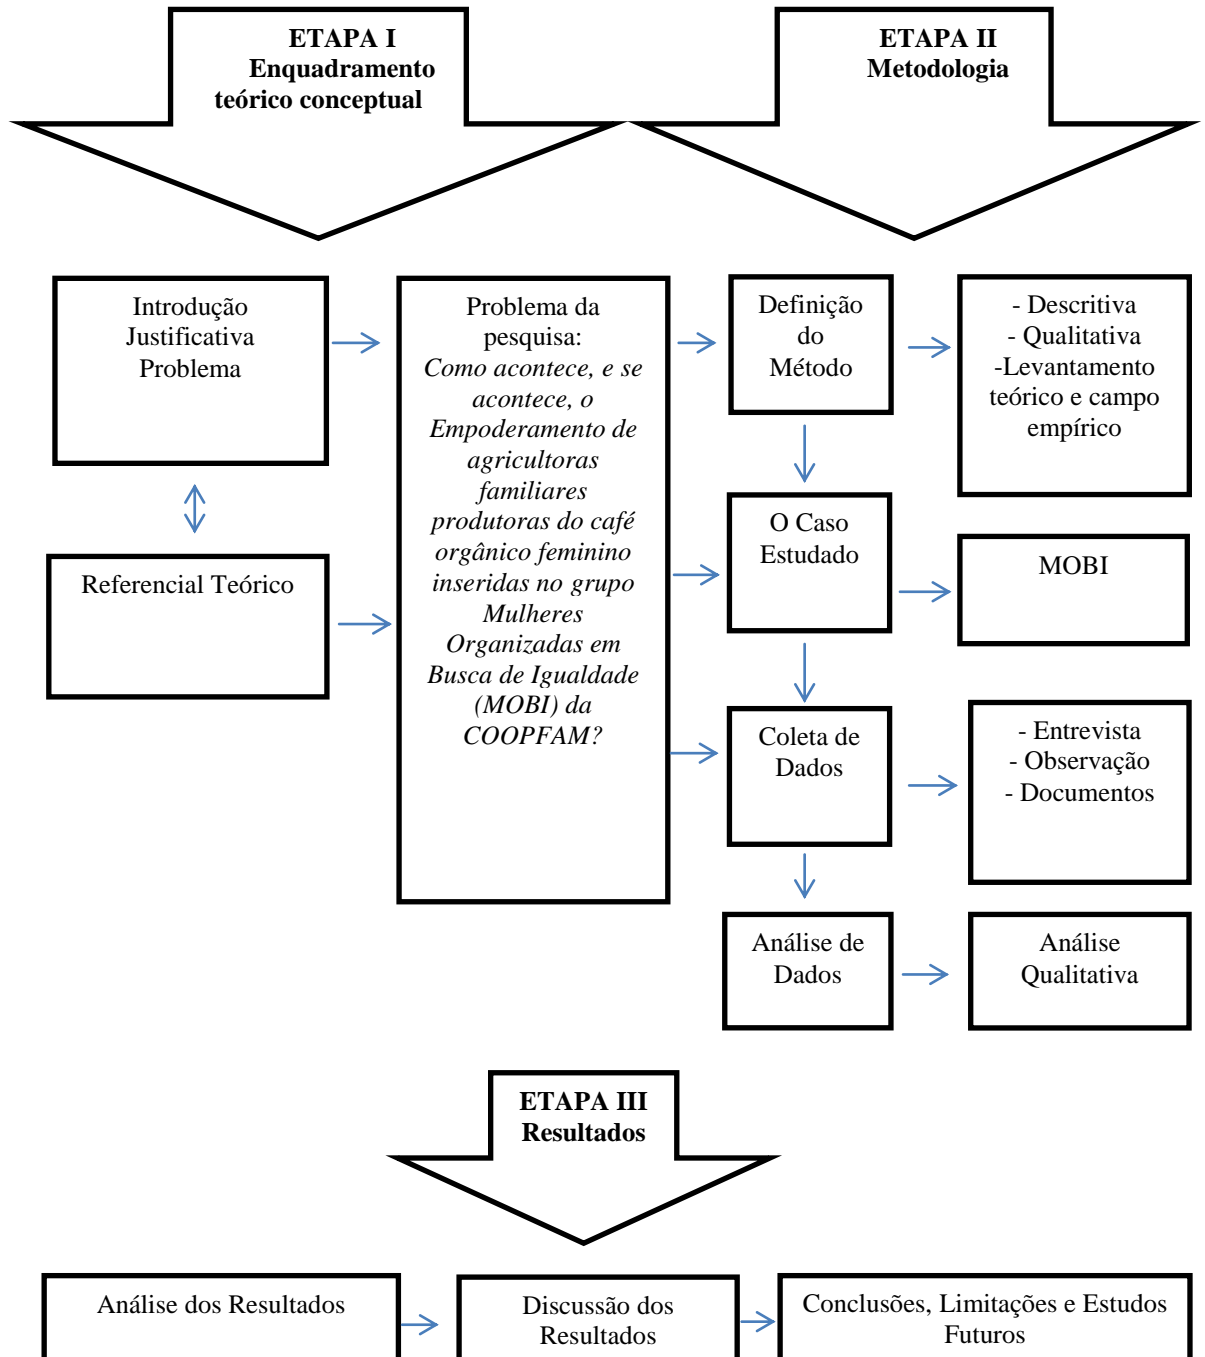 ETAPA I
Enquadramento
teórico conceptual
ETAPA II
Metodologia
Introdução
Justificativa
Problema
Referencial Teórico
Problema da
pesquisa:
Como acontece, e se
acontece, o
Empoderamento de
agricultoras
familiares
produtoras do café
orgânico feminino
inseridas no grupo
Mulheres
Organizadas em
Busca de Igualdade
(MOBI) da
COOPFAM?
Definição
do
Método
- Descritiva
- Qualitativa
-Levantamento
teórico e campo
empírico
O Caso
Estudado
MOBI
Coleta de
Dados
- Entrevista
- Observação
- Documentos
Análise de
Dados
Análise
Qualitativa
ETAPA III
Resultados
Análise dos Resultados
Discussão dos
Resultados
Conclusões, Limitações e Estudos
Futuros